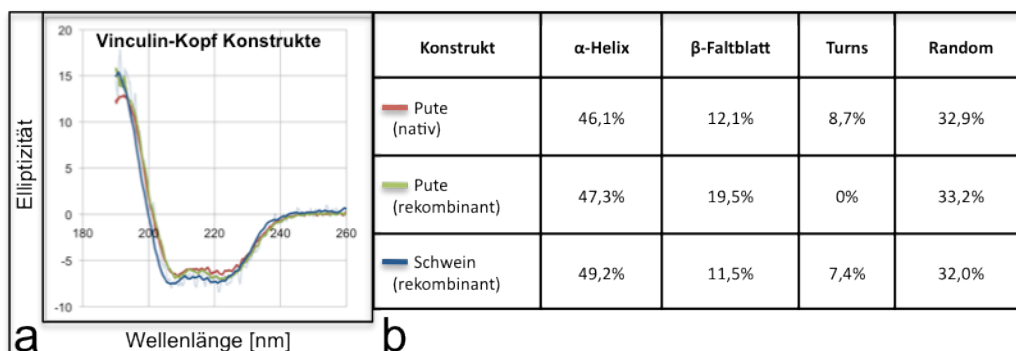 Vinculin-Kopf Konstrukte
Elliptizität
20
15
10
5
0
-5
-10
180
200
220
240
260
Wellenlänge [nm]
a
Konstrukt α-Helix β-Faltblatt Turns Random
Pute
(nativ) 46,1% 12,1% 8,7% 32,9%
Pute
(rekombinant) 47,3% 19,5% 0% 33,2%
Schwein
(rekombinant) 49,2% 11,5% 7,4% 32,0%
b